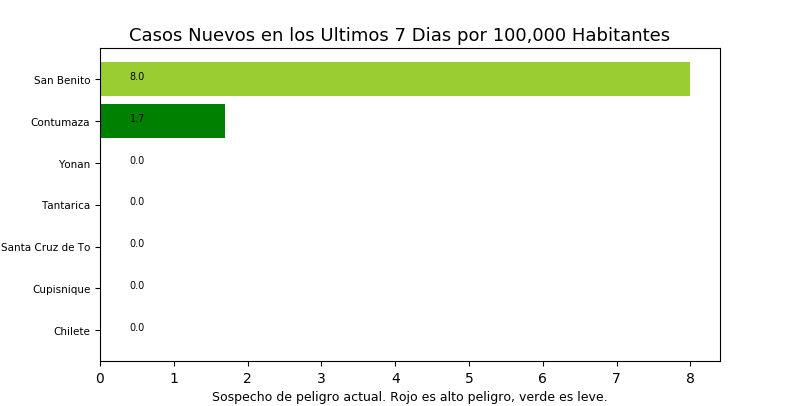 Casos Nuevos en los Ultimos 7 Dias por 100,000 Habitantes
San Benito 8.0
Contumaza 1.7
Yonan 0.0
Tantarica 0.0
Santa Cruz de To 0.0
Cupisnique 0.0
Chilete 0.0
0 1 2 3 4 5 6 7 8
Sospecho de peligro actual. Rojo es alto peligro, verde es leve.